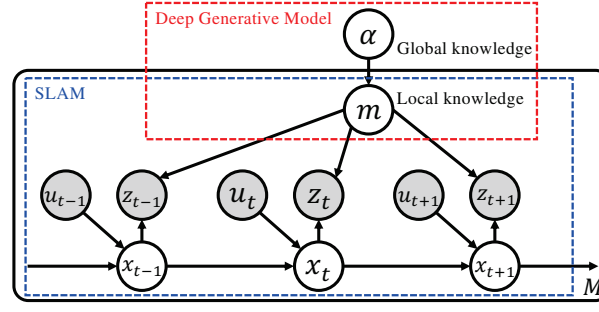 Deep Generative Model
α
Global knowledge
SLAM
m
Local knowledge
u_{t−1} z_{t−1} u_t z_t u_{t+1} z_{t+1}
x_{t−1} x_t x_{t+1}
M